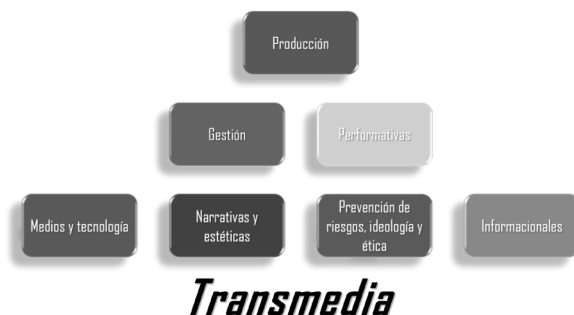 Producción
Gestión
Performativas
Medios y tecnología
Narrativas y
estéticas
Prevención de
riesgos, ideología y
ética
Informacionales
Transmedia